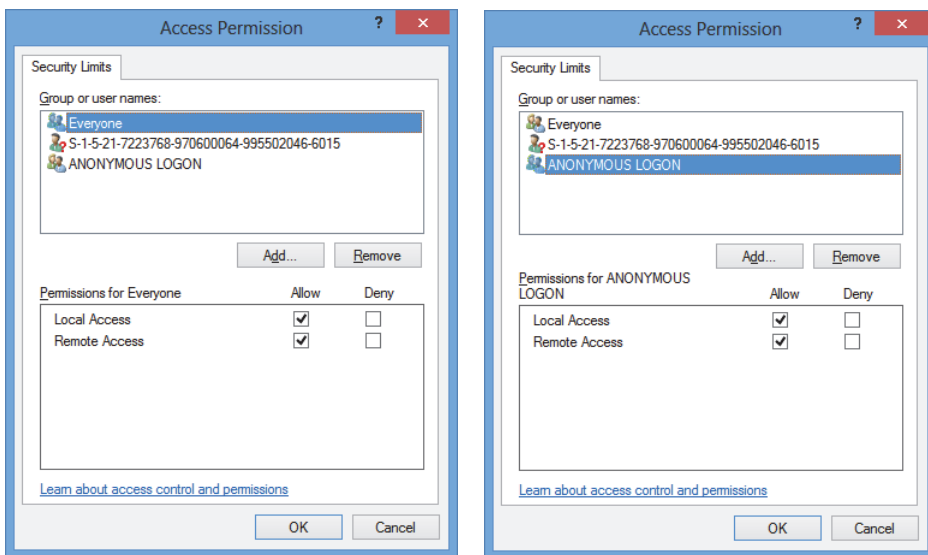 Access Permission
?
×
Security Limits
Group or user names:
Everyone
S-1-5-21-7223768-970600064-995502046-6015
ANONYMOUS LOGON
Add...
Remove
Permissions for Everyone Allow Deny
Local Access
Remote Access
Learn about access control and permissions
OK
Cancel
Access Permission
?
×
Security Limits
Group or user names:
Everyone
S-1-5-21-7223768-970600064-995502046-6015
ANONYMOUS LOGON
Add...
Remove
Permissions for ANONYMOUS
LOGON Allow Deny
Local Access
Remote Access
Learn about access control and permissions
OK
Cancel